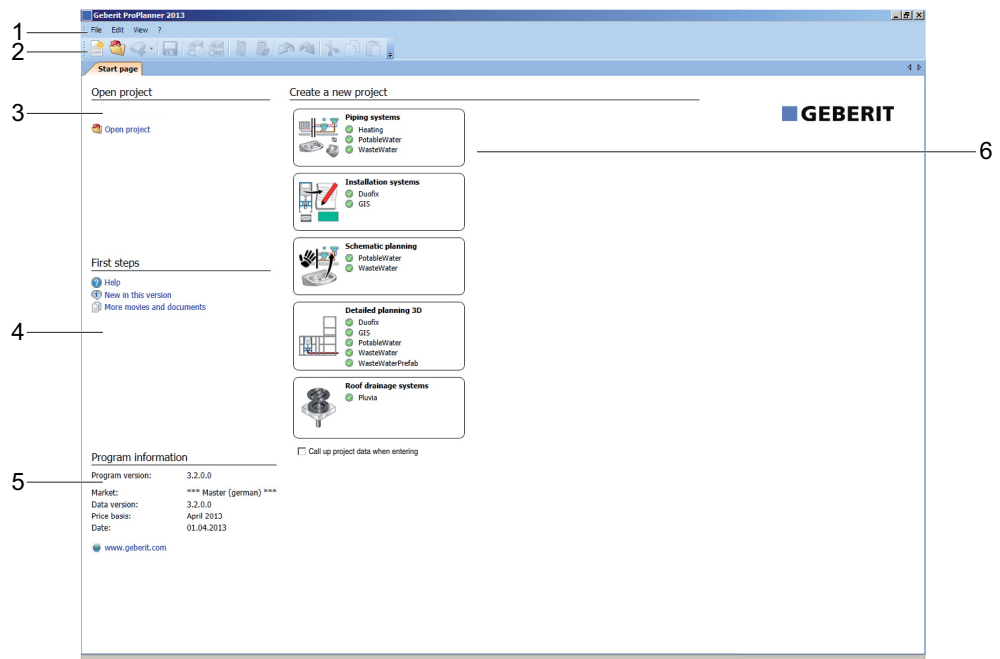 Geberit ProPlanner 2013
1
File Edit View ?
2
Start page
Open project
3
Open project
First steps
Help
New in this version
More movies and documents
4
Program information
5
Program version: 3.2.0.0
Market: *** Master (german) ***
Data version: 3.2.0.0
Price basis: April 2013
Date: 01.04.2013
www.geberit.com
Create a new project
Piping systems
Heating
PotableWater
WasteWater
Installation systems
Duofix
GIS
Schematic planning
PotableWater
WasteWater
Detailed planning 3D
Duofix
GIS
PotableWater
WasteWater
WasteWaterPrefab
Roof drainage systems
Pluvia
Call up project data when entering
GEBERIT
6